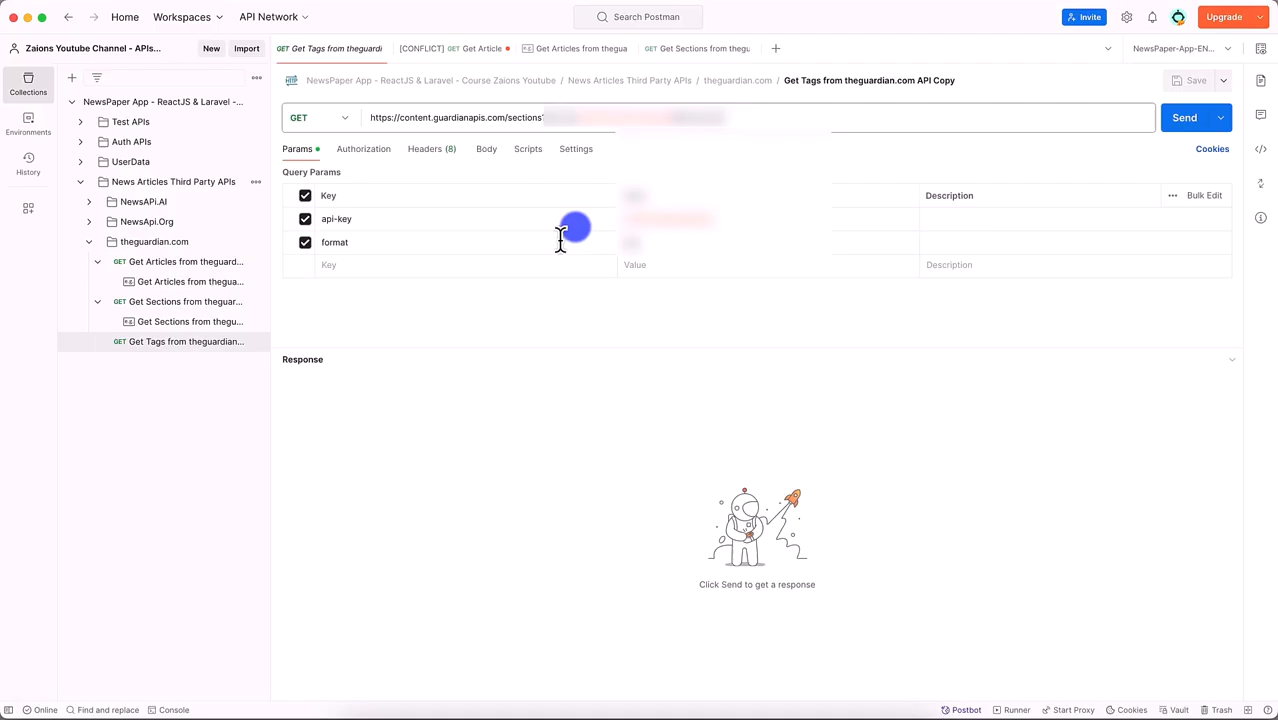 Home Workspaces API Network Search Postman Invite Upgrade
Zaions Youtube Channel - APIs... New Import GET Get Tags from theguardi [CONFLICT] GET Get Article Get Articles from thegua GET Get Sections from thegu NewsPaper-App-EN...
Collections
Environments
History
NewsPaper App - ReactJS & Laravel -...
Test APIs
Auth APIs
UserData
News Articles Third Party APIs
NewsAPI.AI
NewsApi.Org
theguardian.com
GET Get Articles from theguard...
Get Articles from thegua...
GET Get Sections from theguar...
Get Sections from thegu...
GET Get Tags from theguardian...
HTTP NewsPaper App - ReactJS & Laravel - Course Zaions Youtube / News Articles Third Party APIs / theguardian.com / Get Tags from theguardian.com API Copy Save
GET https://content.guardianapis.com/sections? Send
Params Authorization Headers (8) Body Scripts Settings Cookies
Query Params
Key Description Bulk Edit
api-key
format
Key Value Description
Response
Click Send to get a response
Online Find and replace Console Postbot Runner Start Proxy Cookies Vault Trash